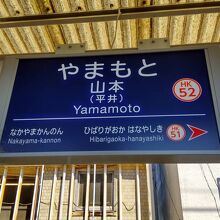 やまもと
山本
(平井)
Yamamoto
HK
52
なかやまかんのん
Nakayama-kannon
ひばりがおか はなやしき
Hibarigaoka-hanayashiki
HK
51